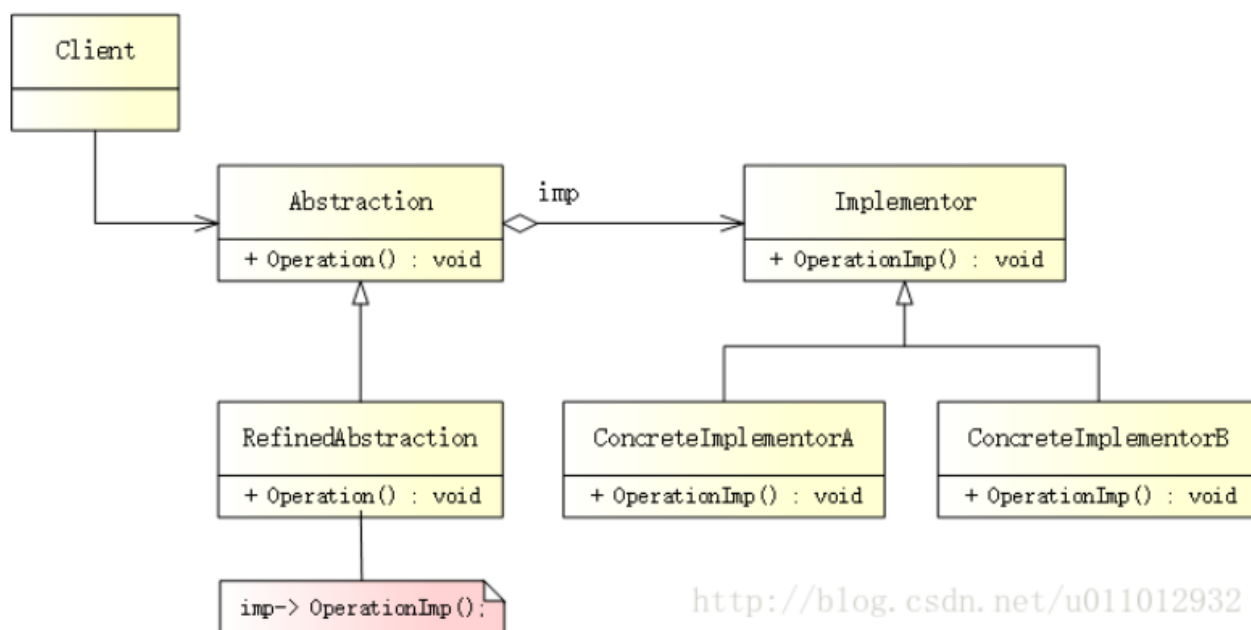 Client
Abstraction
+ Operation() : void
imp
Implementor
+ OperationImp() : void
RefinedAbstraction
+ Operation() : void
ConcreteImplementorA
+ OperationImp() : void
ConcreteImplementorB
+ OperationImp() : void
imp-> OperationImp();
http://blog.csdn.net/u011012932